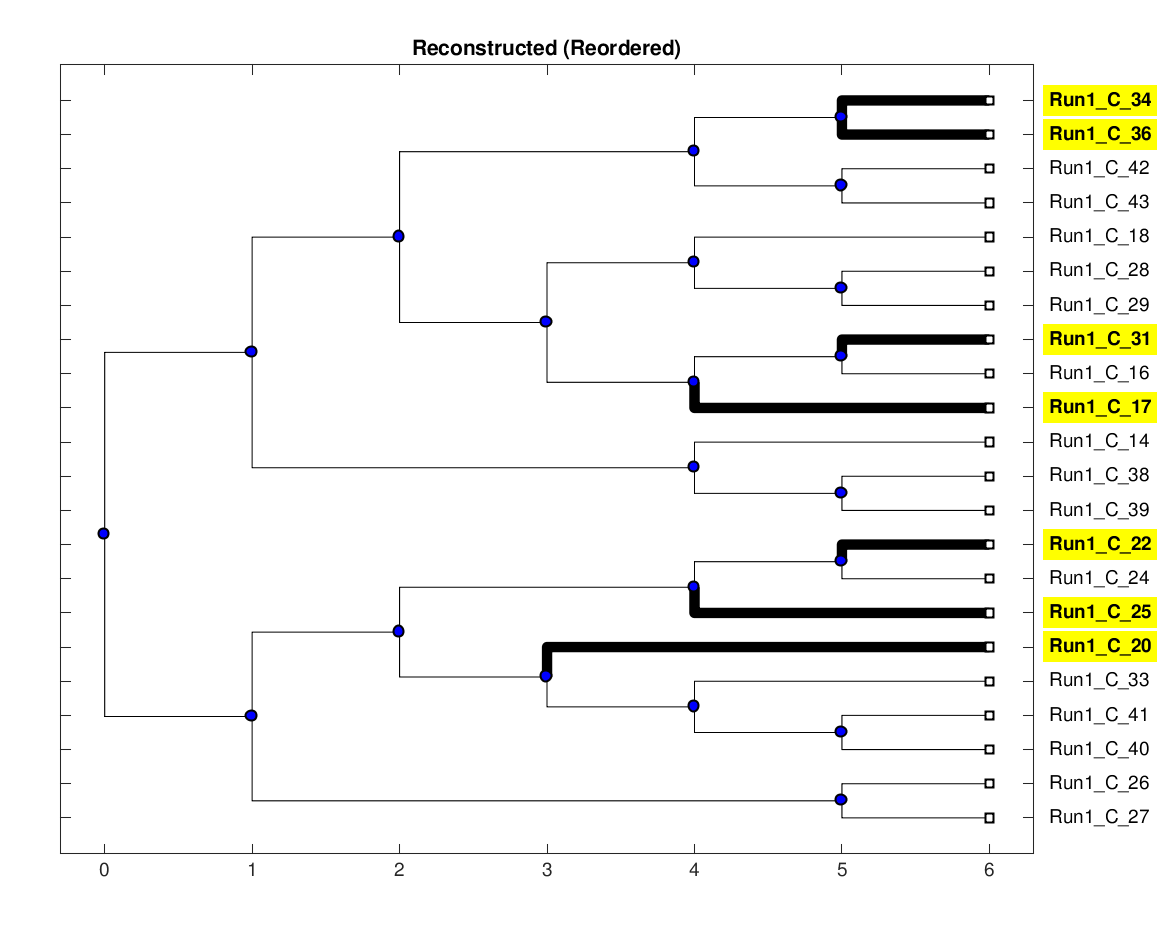 Reconstructed (Reordered)
Run1_C_34
Run1_C_36
Run1_C_42
Run1_C_43
Run1_C_18
Run1_C_28
Run1_C_29
Run1_C_31
Run1_C_16
Run1_C_17
Run1_C_14
Run1_C_38
Run1_C_39
Run1_C_22
Run1_C_24
Run1_C_25
Run1_C_20
Run1_C_33
Run1_C_41
Run1_C_40
Run1_C_26
Run1_C_27
0 1 2 3 4 5 6